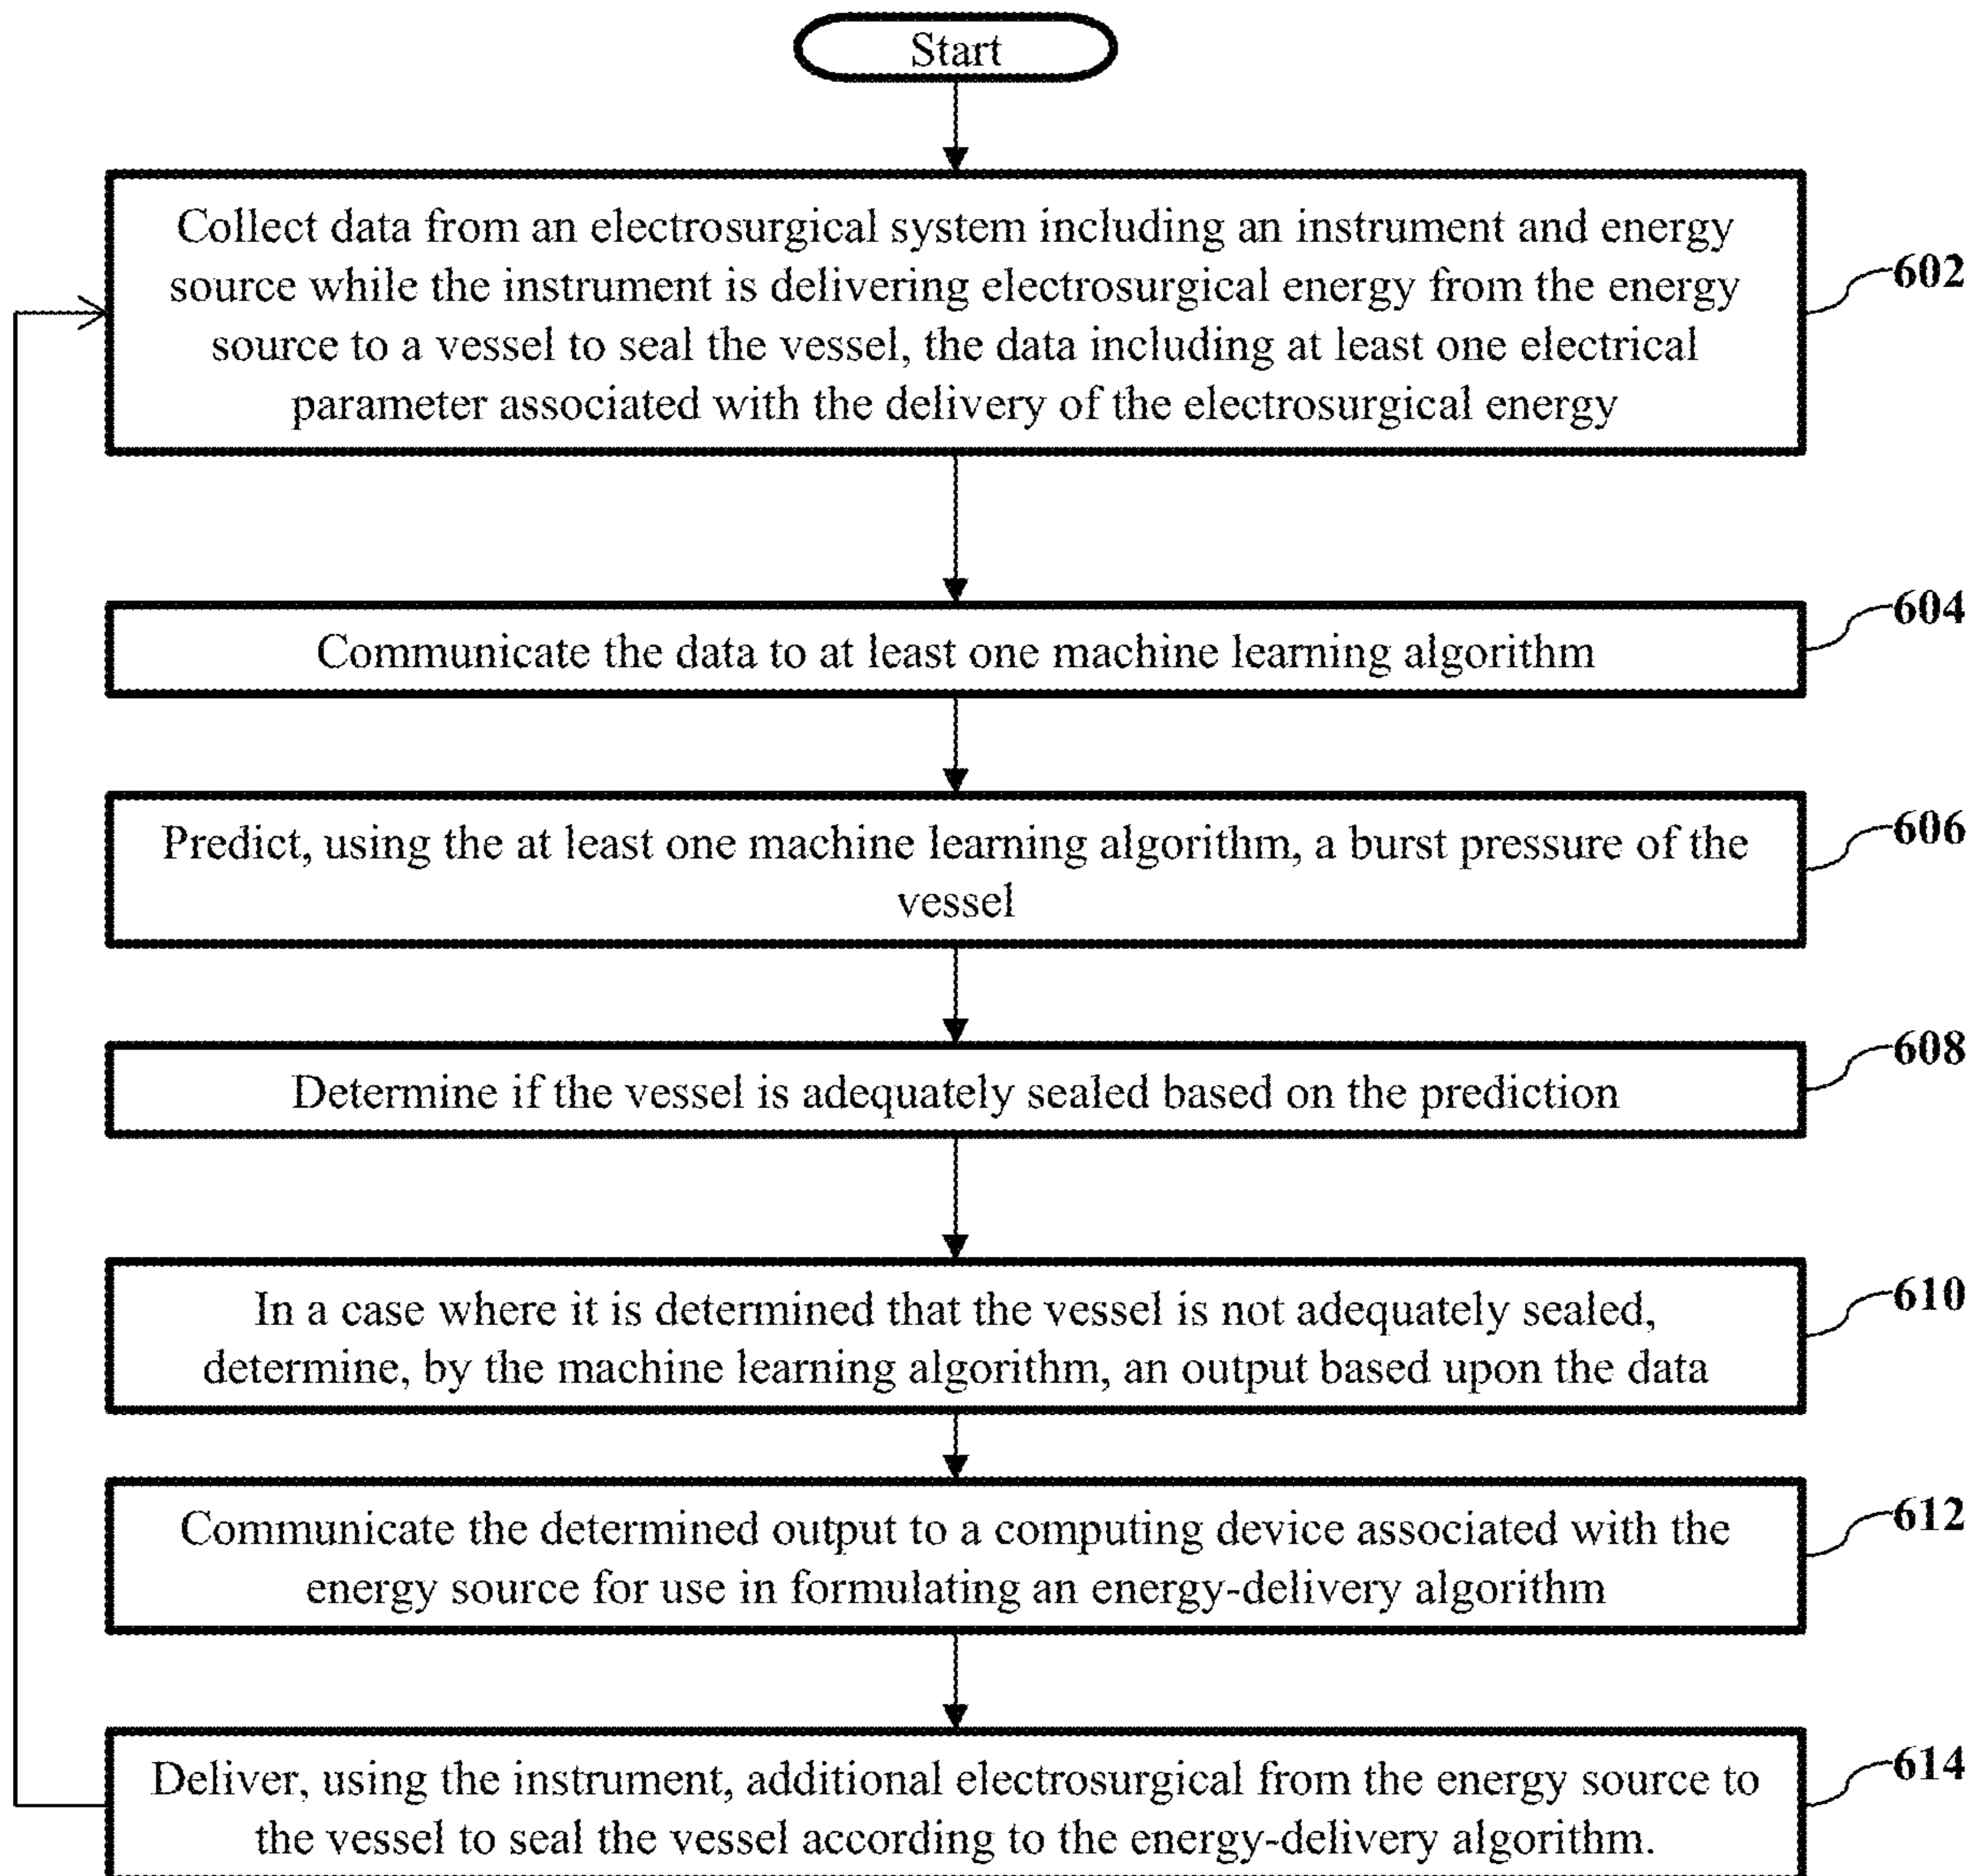 Start
Collect data from an electrosurgical system including an instrument and energy
source while the instrument is delivering electrosurgical energy from the energy
source to a vessel to seal the vessel, the data including at least one electrical
parameter associated with the delivery of the electrosurgical energy
602
Communicate the data to at least one machine learning algorithm
604
Predict, using the at least one machine learning algorithm, a burst pressure of the
vessel
606
Determine if the vessel is adequately sealed based on the prediction
608
In a case where it is determined that the vessel is not adequately sealed,
determine, by the machine learning algorithm, an output based upon the data
610
Communicate the determined output to a computing device associated with the
energy source for use in formulating an energy-delivery algorithm
612
Deliver, using the instrument, additional electrosurgical from the energy source to
the vessel to seal the vessel according to the energy-delivery algorithm.
614